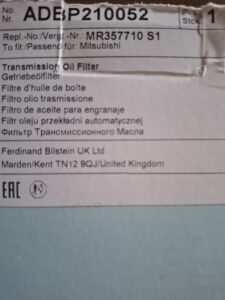 No.
Nr. ADBP210052 Stck. 1
Repl.-No/Vergl.-Nr.: MR357710 S1
To fit/Passend für: Mitsubishi
Transmission Oil Filter
Getriebeölfilter
Filtre d'huile de boîte
Filtro olio trasmissione
Filtro de aceite para engranaje
Filtr oleju przekładni automatycznej
Фильтр Трансмиссионного Масла
Ferdinand Bilstein UK Ltd
Marden/Kent TN12 9QJ/United Kingdom
EAC